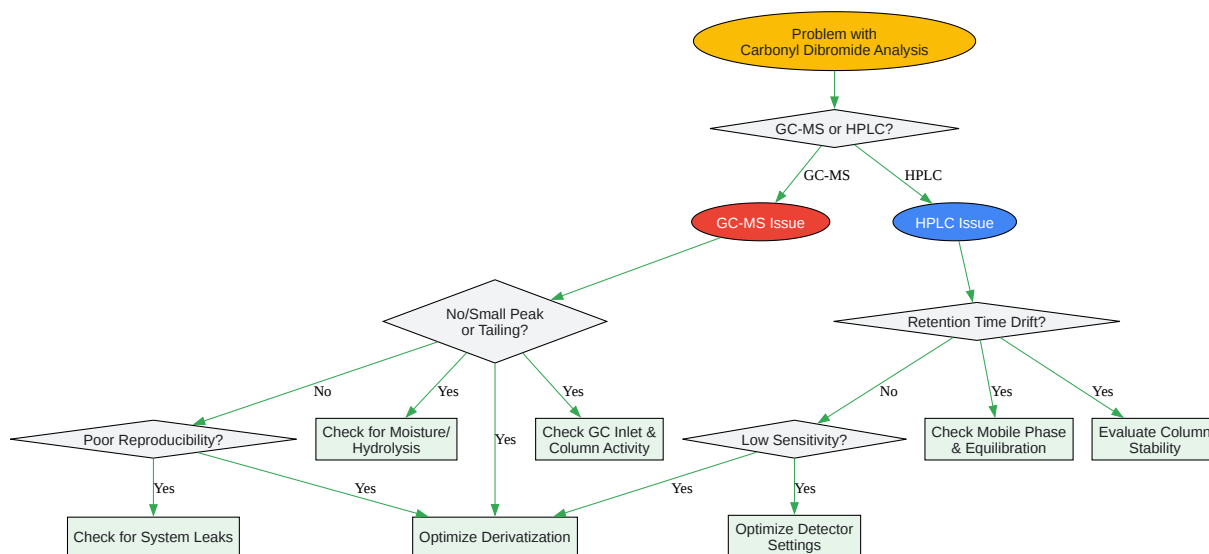 Problem with
Carbonyl Dibromide Analysis
GC-MS or HPLC?
GC-MS
HPLC
GC-MS Issue
HPLC Issue
No/Small Peak
or Tailing?
Retention Time Drift?
No
Yes
Yes
Yes
No
Yes
Yes
Poor Reproducibility?
Check for Moisture/
Hydrolysis
Check GC Inlet &
Column Activity
Low Sensitivity?
Check Mobile Phase
& Equilibration
Evaluate Column
Stability
Yes
Yes
Yes
Yes
Check for System Leaks
Optimize Derivatization
Optimize Detector
Settings